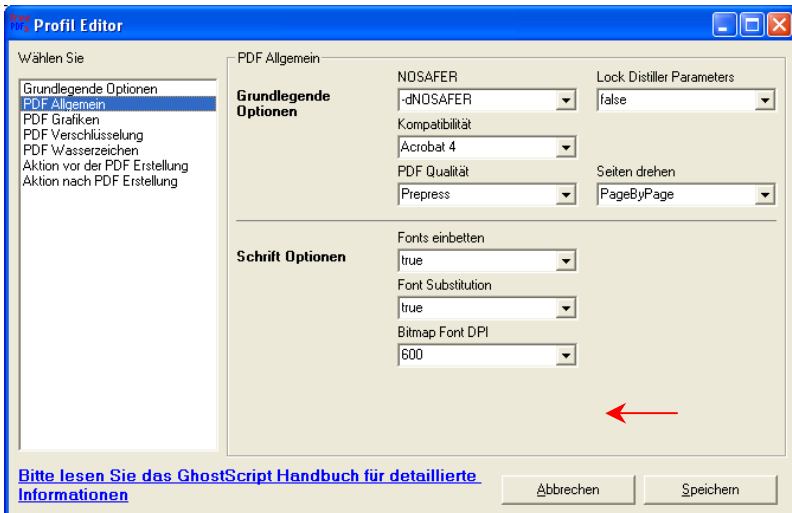 Profil Editor
Wählen Sie
Grundlegende Optionen
PDF Allgemein
PDF Grafiken
PDF Verschlüsselung
PDF Wasserzeichen
Aktion vor der PDF Erstellung
Aktion nach PDF Erstellung
PDF Allgemein
Grundlegende
Optionen
NOSAFER
-dNOSAFER
Lock Distiller Parameters
false
Kompatibilität
Acrobat 4
PDF Qualität
Prepress
Seiten drehen
PageByPage
Schrift Optionen
Fonts einbetten
true
Font Substitution
true
Bitmap Font DPI
600
Bitte lesen Sie das GhostScript Handbuch für detaillierte
Informationen
Abbrechen
Speichern